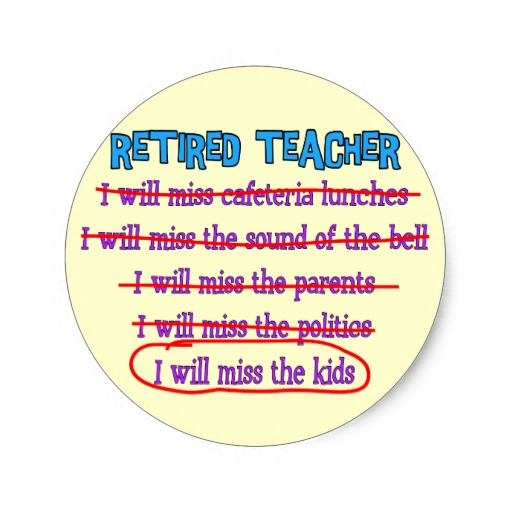 RETIRED TEACHER
I will miss cafeteria lunches
I will miss the sound of the bell
I will miss the parents
I will miss the politics
I will miss the kids